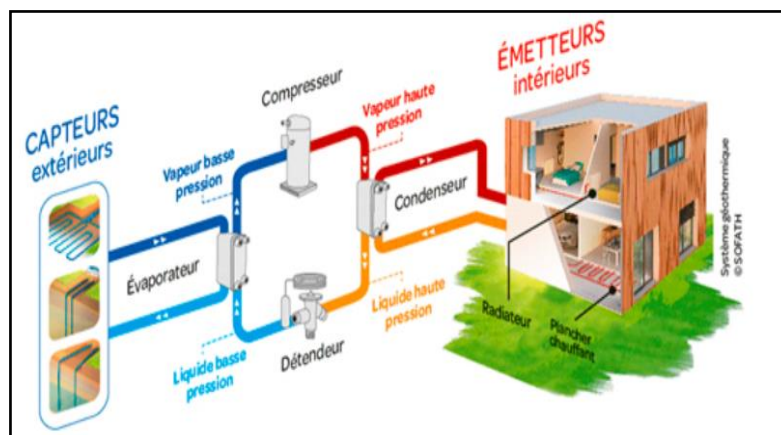 CAPTEURS
extérieurs
Compresseur
Vapeur basse
pression
Vapeur haute
pression
ÉMETTEURS
intérieurs
Évaporateur
Condenseur
Liquide basse
pression
Détendeur
Liquide haute
pression
Radiateur
Plancher
chauffant
Système géothermique
©SOFATH